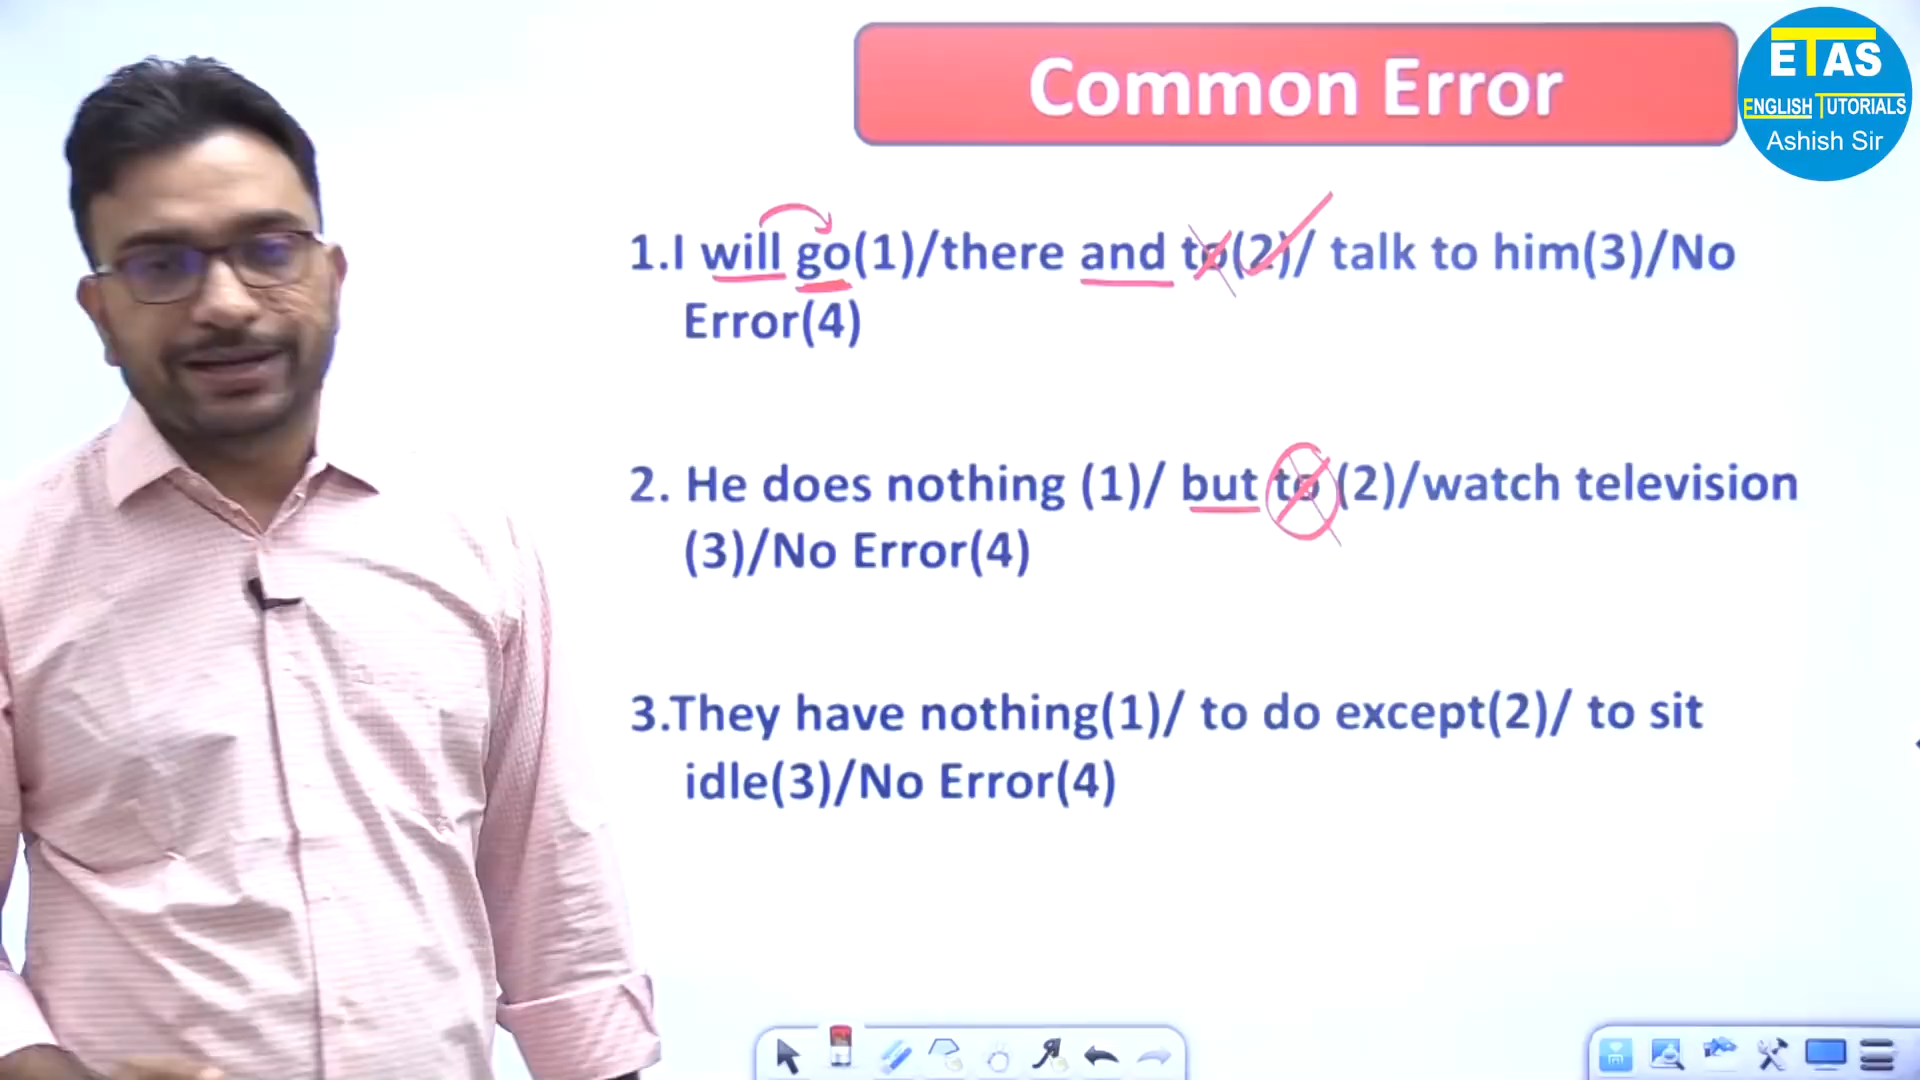 Common Error
ETAS
ENGLISH TUTORIALS
Ashish Sir
1.I will go(1)/there and to(2)/ talk to him(3)/No
Error(4)
2. He does nothing (1)/ but to (2)/watch television
(3)/No Error(4)
3.They have nothing(1)/ to do except(2)/ to sit
idle(3)/No Error(4)